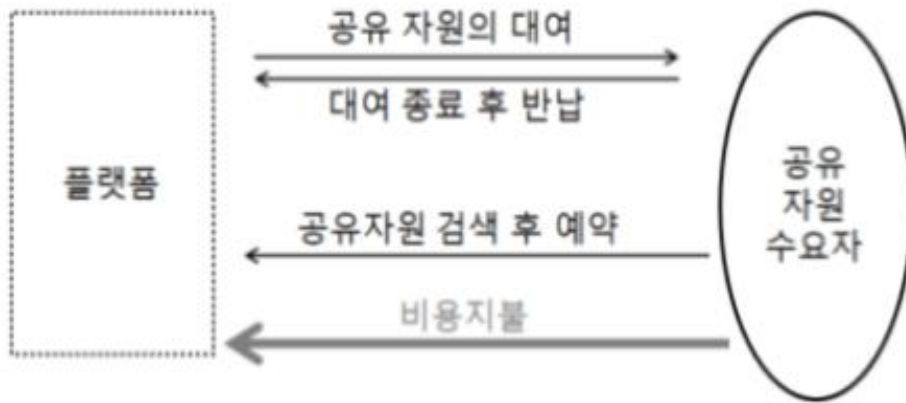 공유 자원의 대여
대여 종료 후 반납
플랫폼
공유
자원
수요자
공유자원 검색 후 예약
비용지불